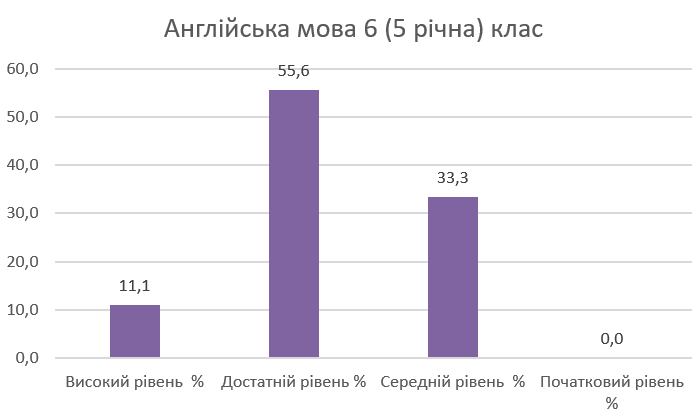 Англійська мова 6 (5 річна) клас
60,0
50,0
40,0
30,0
20,0
10,0
0,0
11,1
55,6
33,3
0,0
Високий рівень %
Достатній рівень %
Середній рівень %
Початковий рівень
%